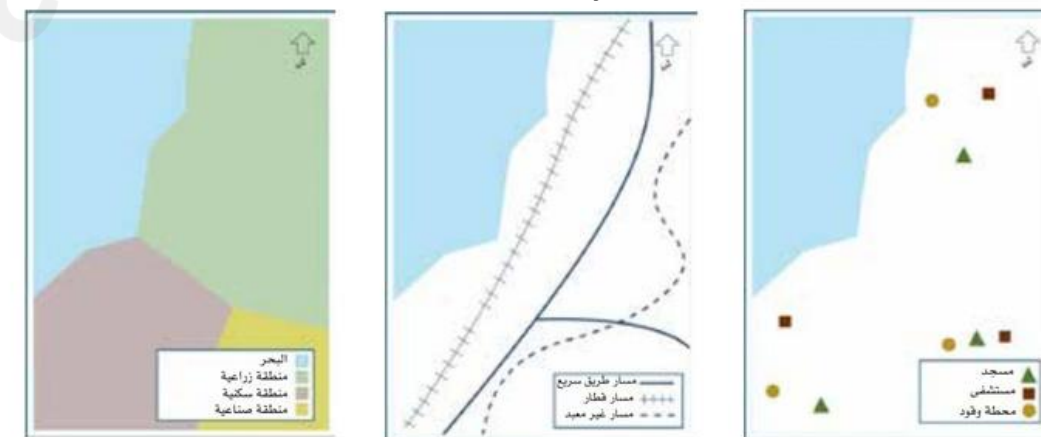 ش
البحر
منطقة زراعية
منطقة سكنية
منطقة صناعية
ش
مسار طريق سريع
مسار قطار
مسار غير معبد
ش
مسجد
مستشفى
محطة وقود